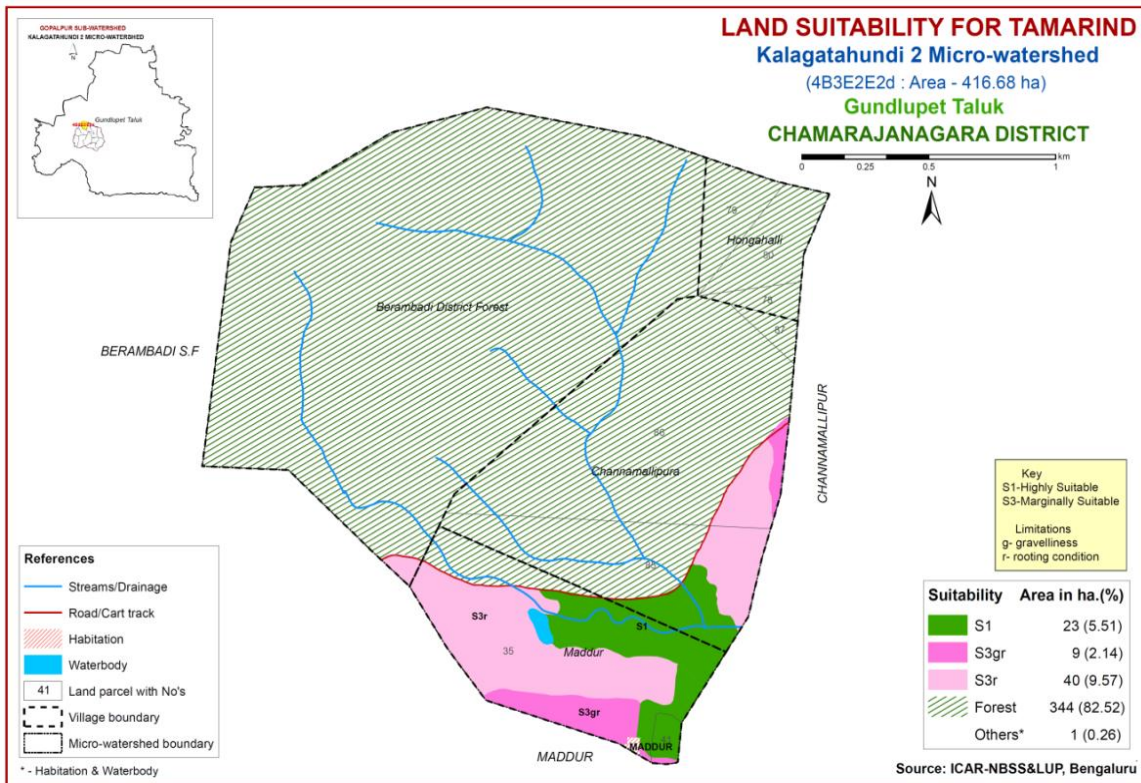 GOPALPUR SUB-WATERSHED
KALAGATAHUNDI 2 MICRO-WATERSHED
N
Gundlupet Taluk
LAND SUITABILITY FOR TAMARIND
Kalagatahundi 2 Micro-watershed
(4B3E2E2d : Area - 416.68 ha)
Gundlupet Taluk
CHAMARAJANAGARA DISTRICT
km
0 0.25 0.5 1
N
79
Hongahalli
80
78
87
Berambadi District Forest
BERAMBADI S.F
CHANNAMALLIPUR
86
Channamallipura
85
S3r
S1
35
Maddur
S3gr
41
MADDUR
MADDUR
Key
S1-Highly Suitable
S3-Marginally Suitable
Limitations
g- gravelliness
r- rooting condition
References
Streams/Drainage
Road/Cart track
Habitation
Waterbody
41 Land parcel with No's
Village boundary
Micro-watershed boundary
* - Habitation & Waterbody
Suitability Area in ha.(%)
S1 23 (5.51)
S3gr 9 (2.14)
S3r 40 (9.57)
Forest 344 (82.52)
Others* 1 (0.26)
Source: ICAR-NBSS&LUP, Bengaluru